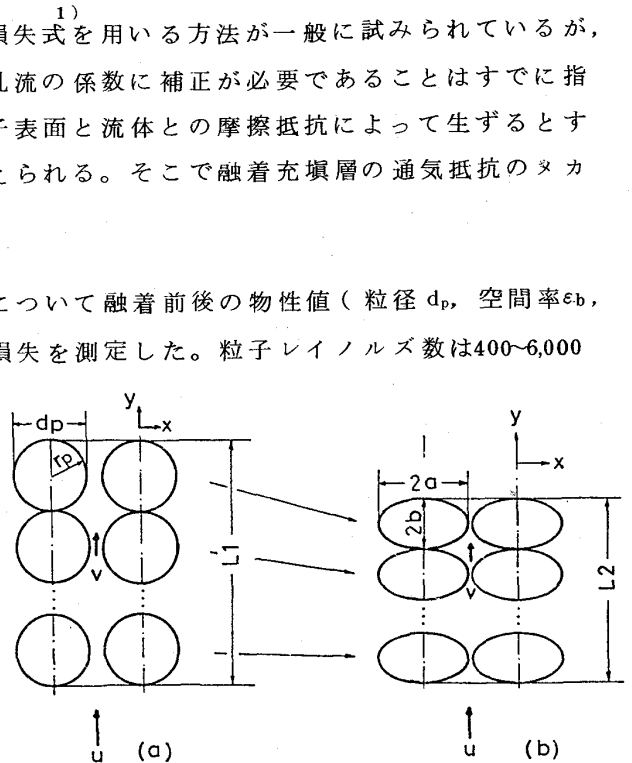 1)
損失式を用いる方法が一般に試みられているが,
乱流の係数に補正が必要であることはすでに指
子表面と流体との摩擦抵抗によって生ずるとす
えられる。そこで融着充塡層の通気抵抗のメカ
について融着前後の物性値(粒径 dp, 空間率εb,
損失を測定した。粒子レイノルズ数は400~6,000
y
x
dp
rp
v
L1
u
(a)
y
x
2a
2b
v
L2
u
(b)